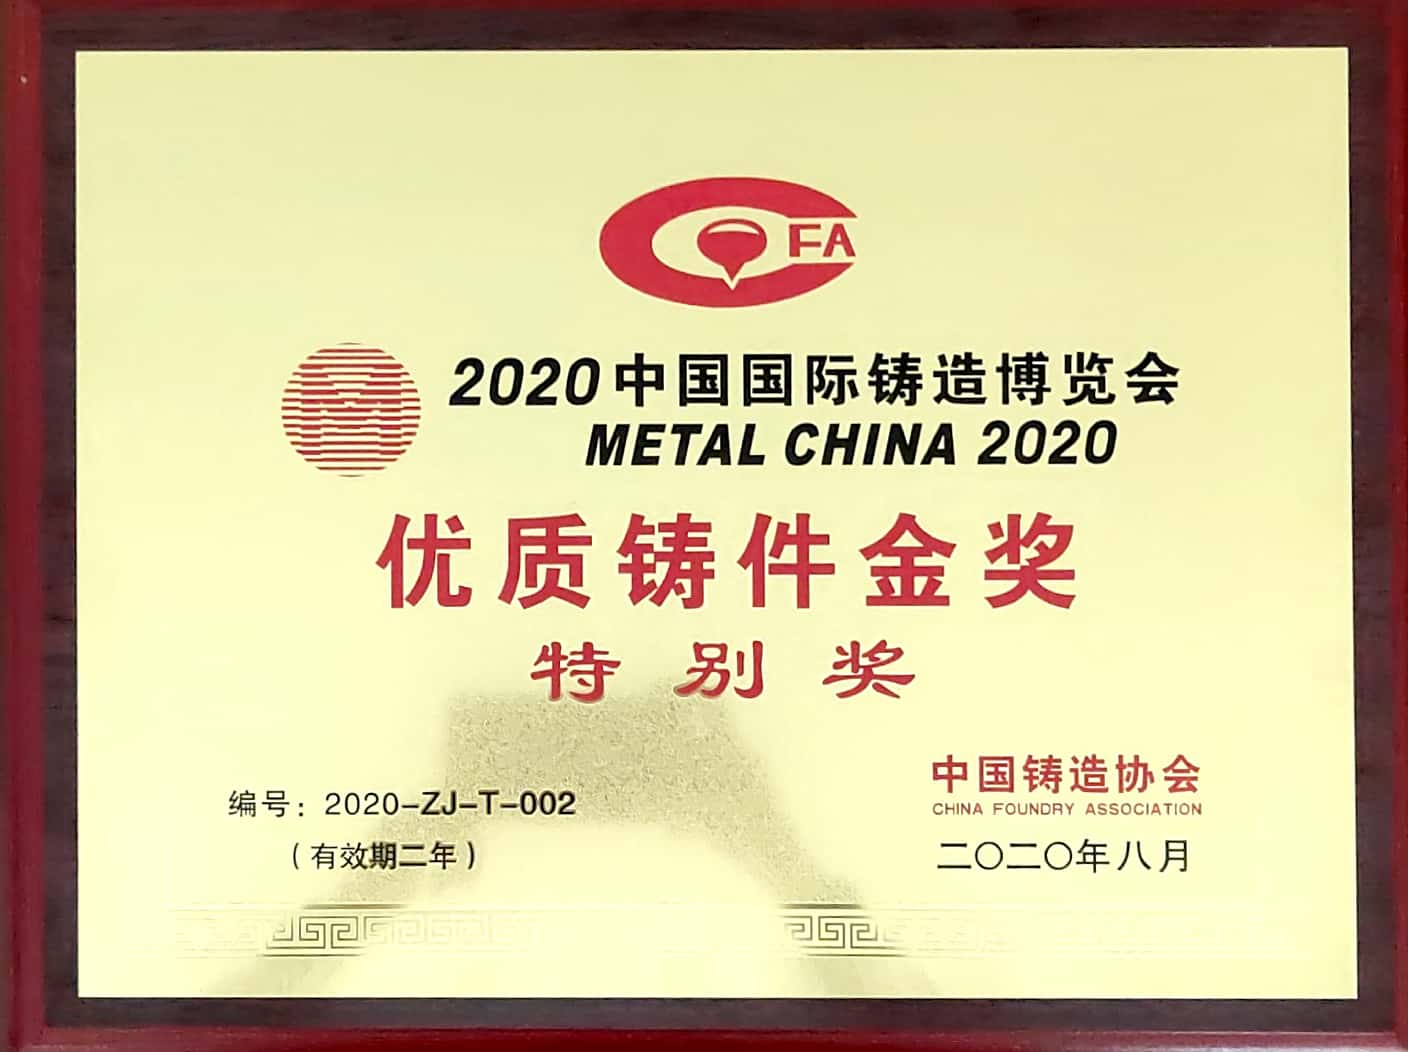 CFA
2020中国国际铸造博览会
METAL CHINA 2020
优质铸件金奖
特别奖
中国铸造协会
CHINA FOUNDRY ASSOCIATION
二〇二〇年八月
编号：2020-ZJ-T-002
（有效期二年）